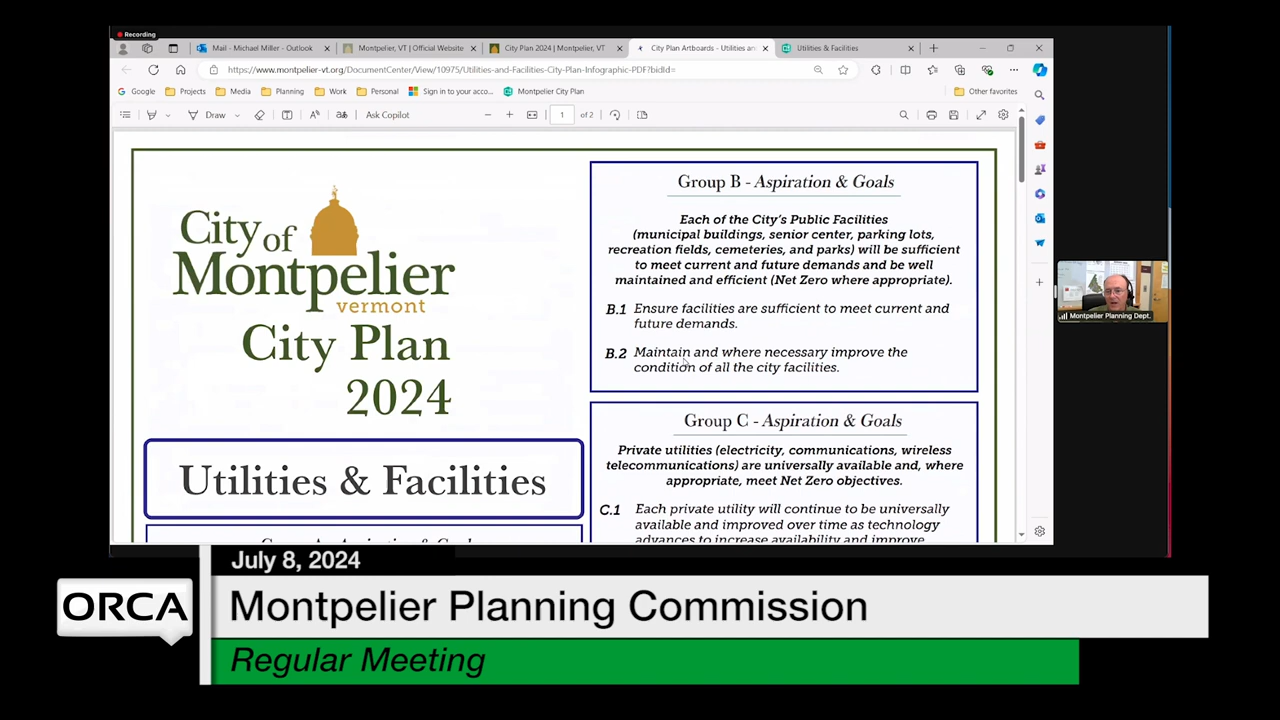 Recording
Mail - Michael Miller - Outlook
Montpelier, VT | Official Website
City Plan 2024 | Montpelier, VT
City Plan Artboards - Utilities an
Utilities & Facilities
https://www.montpelier-vt.org/DocumentCenter/View/10975/Utilities-and-Facilities-City-Plan-Infographic-PDF?bidId=
Google
Projects
Media
Planning
Work
Personal
Sign in to your acco...
Montpelier City Plan
Other favorites
Draw
Ask Copilot
1
of 2
City of
Montpelier
vermont
City Plan
2024
Utilities & Facilities
Group B - Aspiration & Goals
Each of the City's Public Facilities
(municipal buildings, senior center, parking lots,
recreation fields, cemeteries, and parks) will be sufficient
to meet current and future demands and be well
maintained and efficient (Net Zero where appropriate).
B.1 Ensure facilities are sufficient to meet current and
future demands.
B.2 Maintain and where necessary improve the
condition of all the city facilities.
Group C - Aspiration & Goals
Private utilities (electricity, communications, wireless
telecommunications) are universally available and, where
appropriate, meet Net Zero objectives.
C.1 Each private utility will continue to be universally
available and improved over time as technology
advances to increase availability and improve
Montpelier Planning Dept.
July 8, 2024
ORCA
Montpelier Planning Commission
Regular Meeting